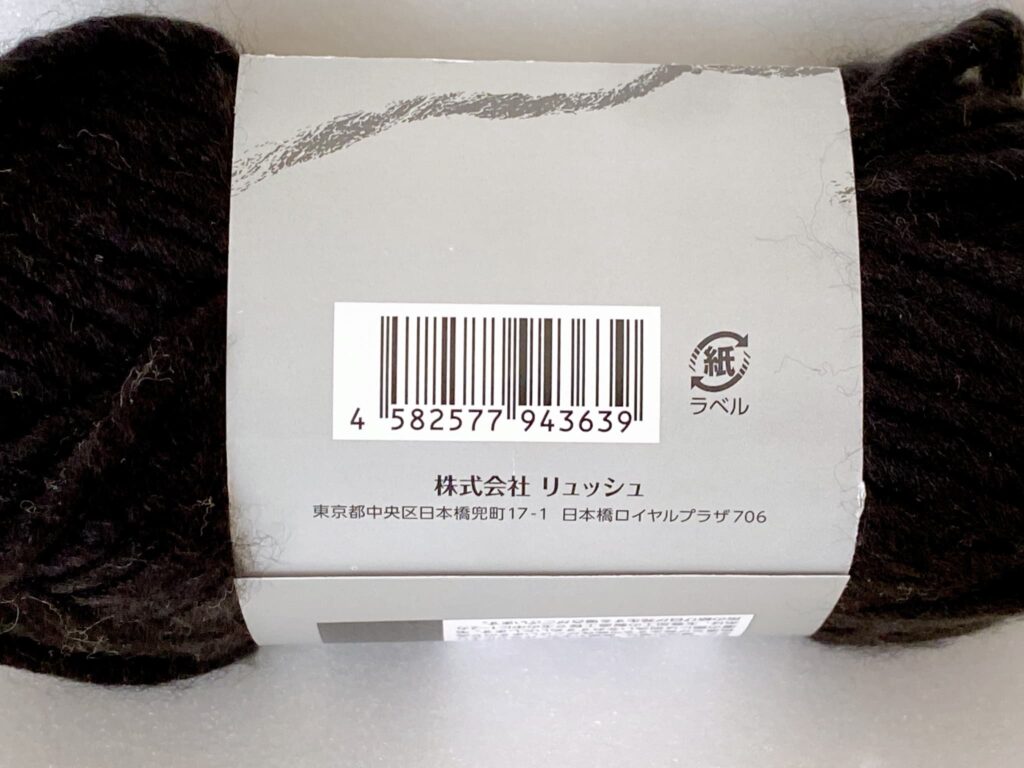 4 582577 943639
紙
ラベル
株式会社 リュッシュ
東京都中央区日本橋兜町17-1 日本橋ロイヤルプラザ706